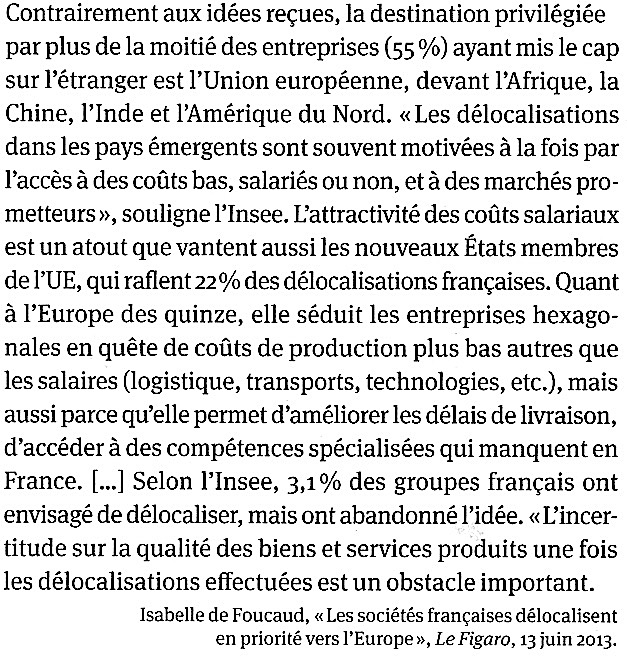 Contrairement aux idées reçues, la destination privilégiée
par plus de la moitié des entreprises (55 %) ayant mis le cap
sur l'étranger est l'Union européenne, devant l'Afrique, la
Chine, l'Inde et l'Amérique du Nord. « Les délocalisations
dans les pays émergents sont souvent motivées à la fois par
l'accès à des coûts bas, salariés ou non, et à des marchés pro-
metteurs », souligne l'Insee. L'attractivité des coûts salariaux
est un atout que vantent aussi les nouveaux États membres
de l'UE, qui raflent 22 % des délocalisations françaises. Quant
à l'Europe des quinze, elle séduit les entreprises hexago-
nales en quête de coûts de production plus bas autres que
les salaires (logistique, transports, technologies, etc.), mais
aussi parce qu'elle permet d'améliorer les délais de livraison,
d'accéder à des compétences spécialisées qui manquent en
France. [...] Selon l'Insee, 3,1 % des groupes français ont
envisagé de délocaliser, mais ont abandonné l'idée. « L'incer-
titude sur la qualité des biens et services produits une fois
les délocalisations effectuées est un obstacle important.
Isabelle de Foucaud, « Les sociétés françaises délocalisent
en priorité vers l'Europe », Le Figaro, 13 juin 2013.